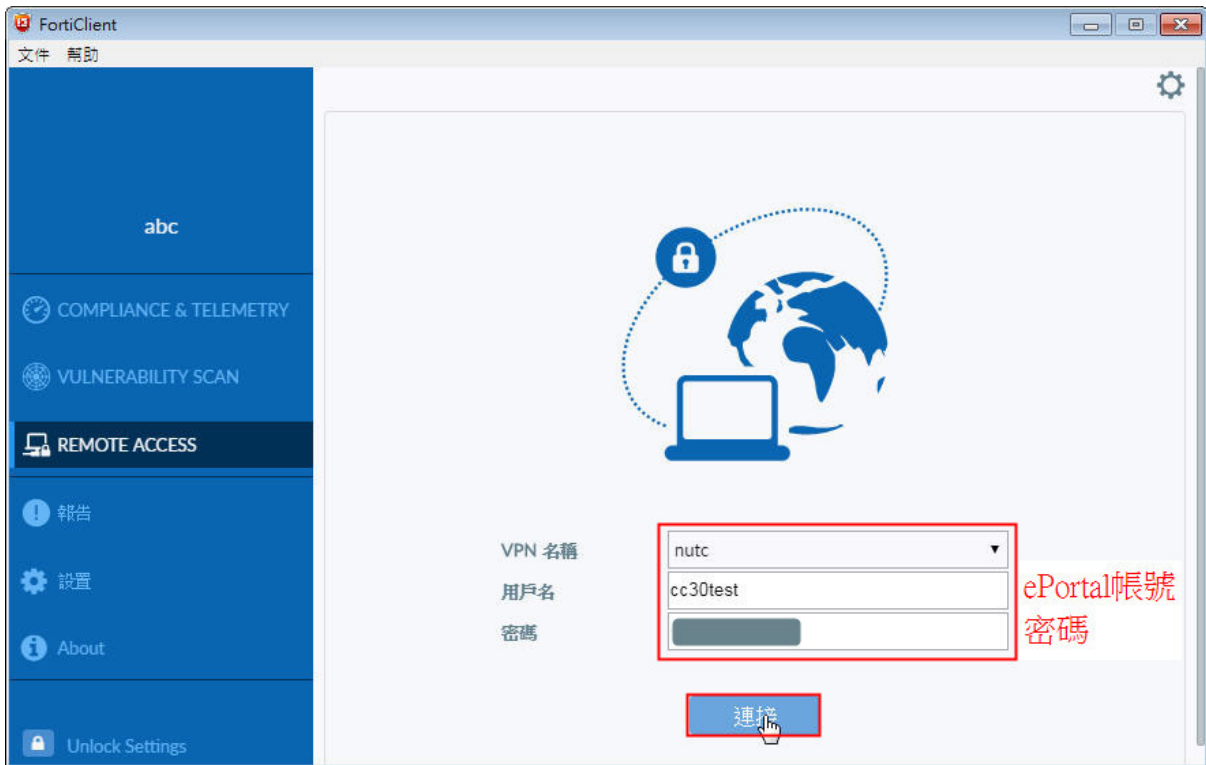 FortiClient
文件 幫助
abc
COMPLIANCE & TELEMETRY
VULNERABILITY SCAN
REMOTE ACCESS
報告
設置
About
Unlock Settings
VPN 名稱
nutc
用戶名
cc30test
密碼
ePortal帳號
密碼
連接